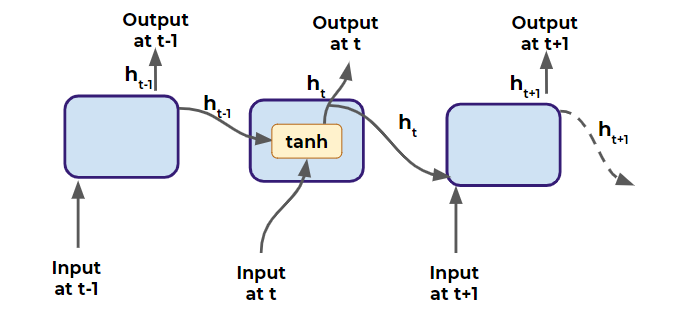 Output
at t-1
Output
at t
Output
at t+1
h t-1
h t-1
h t
h t
h t+1
h t+1
tanh
Input
at t-1
Input
at t
Input
at t+1